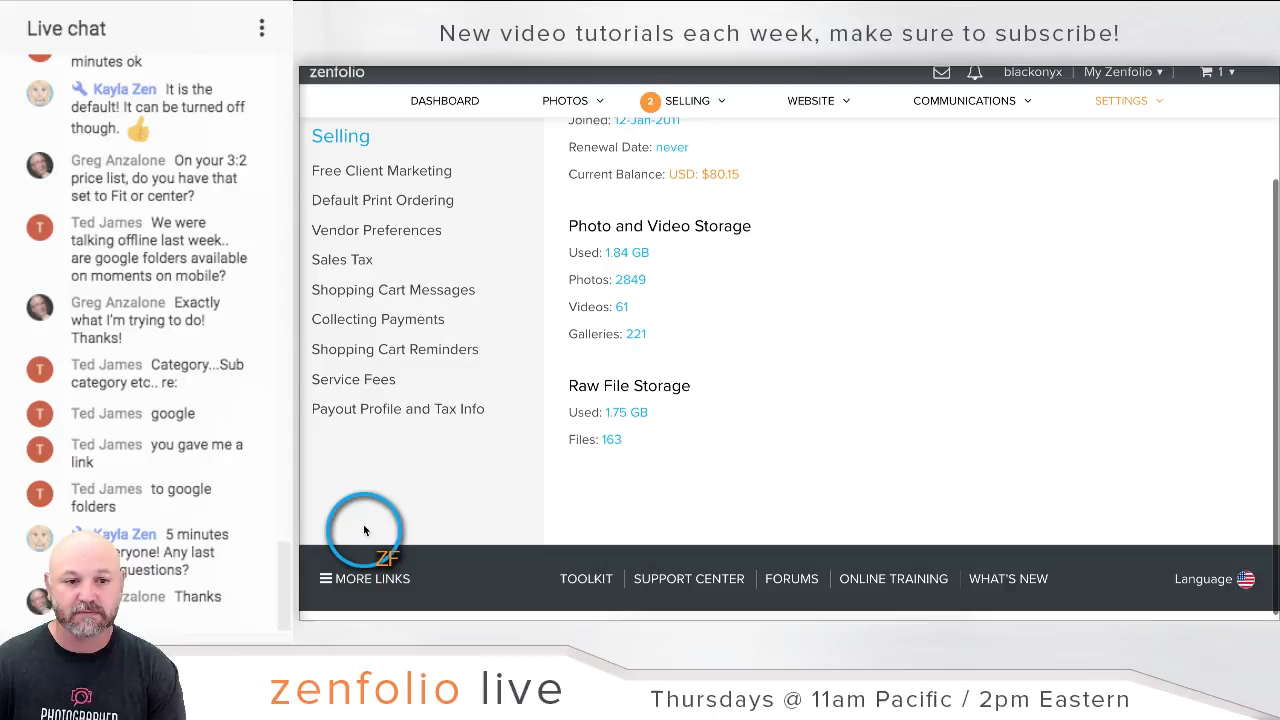 Live chat
minutes ok
Kayla Zen It is the
default! It can be turned off
though.
Greg Anzalone On your 3:2
price list, do you have that
set to Fit or center?
Ted James We were
talking offline last week..
are google folders available
on moments on mobile?
Greg Anzalone Exactly
what I'm trying to do!
Thanks!
Ted James Category...Sub
category etc.. re:
Ted James google
Ted James you gave me a
link
Ted James to google
folders
Kayla Zen 5 minutes
eryone! Any last
questions?
nzalone Thanks
PHOTOGRAPHER
New video tutorials each week, make sure to subscribe!
zenfolio
blackonyx
My Zenfolio
1
DASHBOARD
PHOTOS
2
SELLING
WEBSITE
COMMUNICATIONS
SETTINGS
Selling
Free Client Marketing
Default Print Ordering
Vendor Preferences
Sales Tax
Shopping Cart Messages
Collecting Payments
Shopping Cart Reminders
Service Fees
Payout Profile and Tax Info
Joined: 12-Jan-2011
Renewal Date: never
Current Balance: USD: $80.15
Photo and Video Storage
Used: 1.84 GB
Photos: 2849
Videos: 61
Galleries: 221
Raw File Storage
Used: 1.75 GB
Files: 163
ZF
MORE LINKS
TOOLKIT
SUPPORT CENTER
FORUMS
ONLINE TRAINING
WHAT'S NEW
Language
zenfolio live
Thursdays @ 11am Pacific / 2pm Eastern